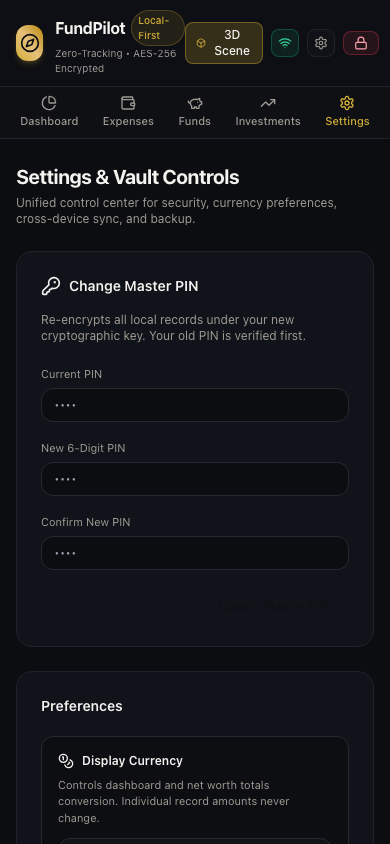 FundPilot
Local-
First
Zero-Tracking • AES-256
Encrypted
3D
Scene
Dashboard
Expenses
Funds
Investments
Settings
Settings & Vault Controls
Unified control center for security, currency preferences,
cross-device sync, and backup.
Change Master PIN
Re-encrypts all local records under your new
cryptographic key. Your old PIN is verified first.
Current PIN
••••
New 6-Digit PIN
••••
Confirm New PIN
••••
Preferences
Display Currency
Controls dashboard and net worth totals
conversion. Individual record amounts never
change.